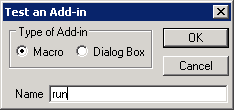 Test an Add-in
Type of Add-in
Macro
Dialog Box
OK
Cancel
Name
run